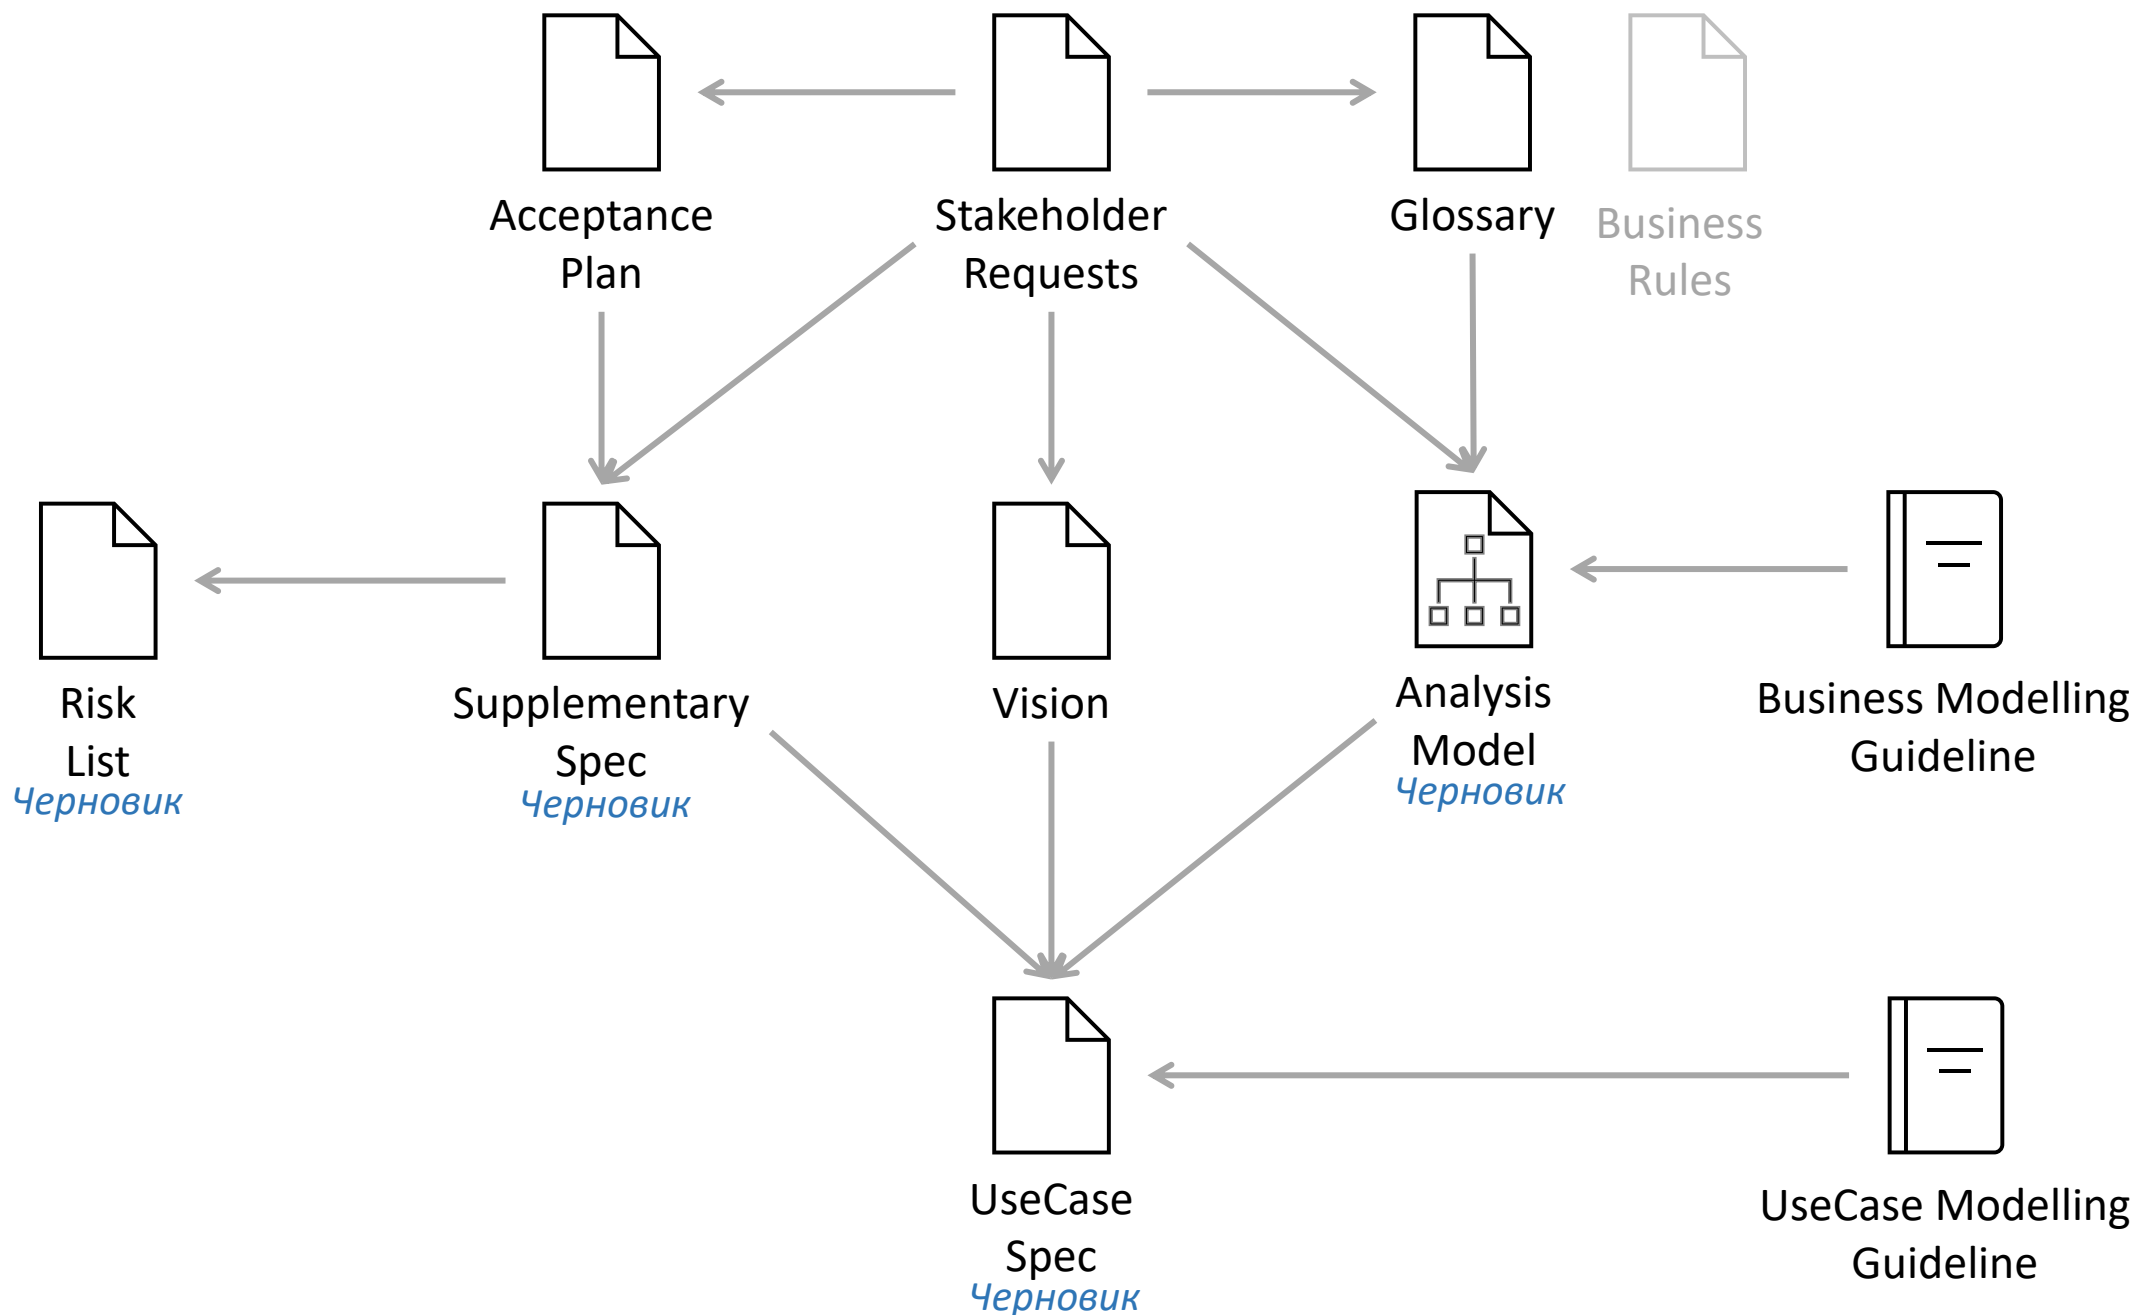 Acceptance
Plan
Stakeholder
Requests
Glossary
Business
Rules
Risk
List
Черновик
Supplementary
Spec
Черновик
Vision
Analysis
Model
Черновик
Business Modelling
Guideline
UseCase
Spec
Черновик
UseCase Modelling
Guideline